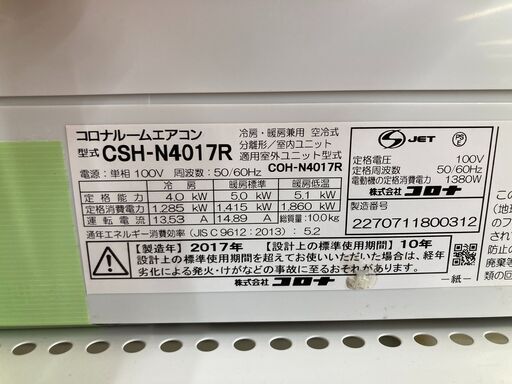 コロナルームエアコン
型式 CSH-N4017R
冷房・暖房兼用 空冷式
分離形／室内ユニット
適用室外ユニット型式
COH-N4017R
電源：単相 100V 周波数：50/60Hz
冷房 暖房標準 暖房低温
定格能力 4.0 kW 5.0 kW 5.1 kW
定格消費電力 1.285 kW 1.415 kW 1.860 kW
運転電流 13.53 A 14.89 A 総質量：10.0kg
通年エネルギー消費効率（JIS C 9612：2013）：5.2
【製造年】2017年 【設計上の標準使用期間】10年
設計上の標準使用期間を超えてお使いいただいた場合は、経年
劣化による発火・けがなどの事故に至るおそれがあります。
株式会社 コロナ
S JET PSE
定格電圧 100V
定格周波数 50/60Hz
電動機の定格消費電力 1380W
株式会社 コロナ
製造番号
2270711800312
―紙―